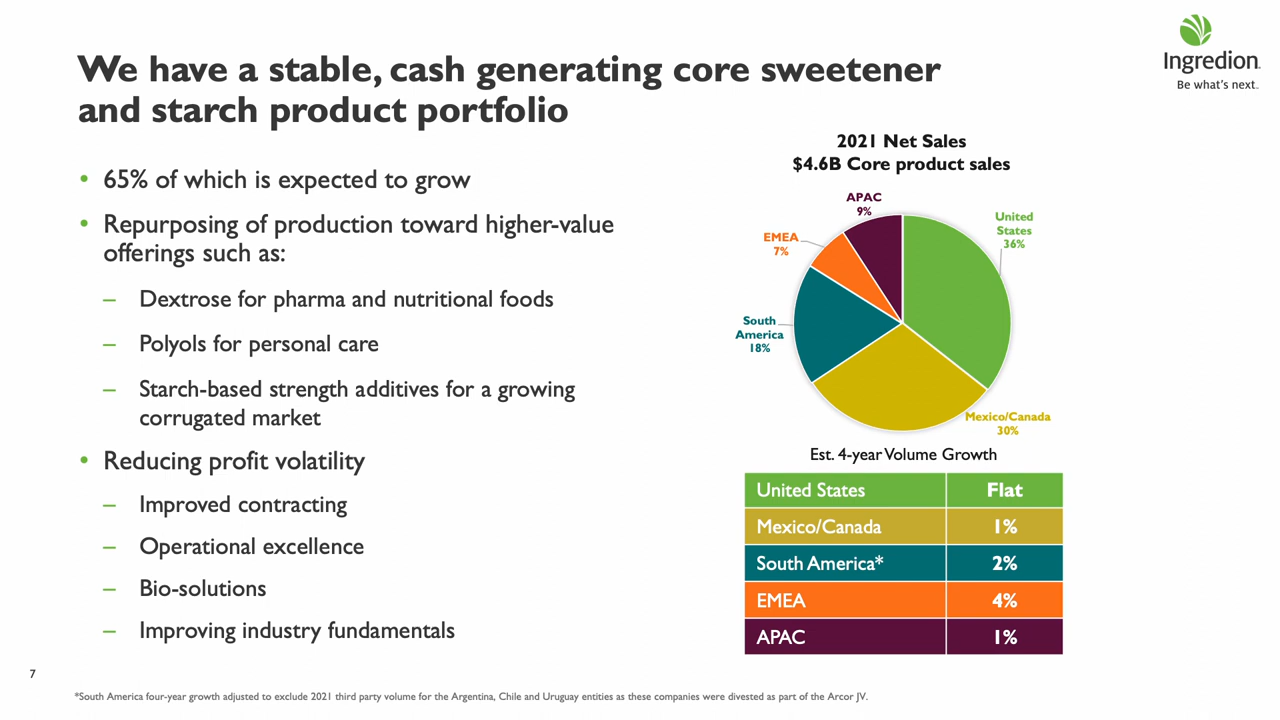 Ingredion
Be what's next.
We have a stable, cash generating core sweetener
and starch product portfolio
• 65% of which is expected to grow
• Repurposing of production toward higher-value
offerings such as:
– Dextrose for pharma and nutritional foods
– Polyols for personal care
– Starch-based strength additives for a growing
corrugated market
• Reducing profit volatility
– Improved contracting
– Operational excellence
– Bio-solutions
– Improving industry fundamentals
2021 Net Sales
$4.6B Core product sales
APAC
9%
United
States
36%
EMEA
7%
South
America
18%
Mexico/Canada
30%
Est. 4-year Volume Growth
United States Flat
Mexico/Canada 1%
South America* 2%
EMEA 4%
APAC 1%
7
*South America four-year growth adjusted to exclude 2021 third party volume for the Argentina, Chile and Uruguay entities as these companies were divested as part of the Arcor JV.